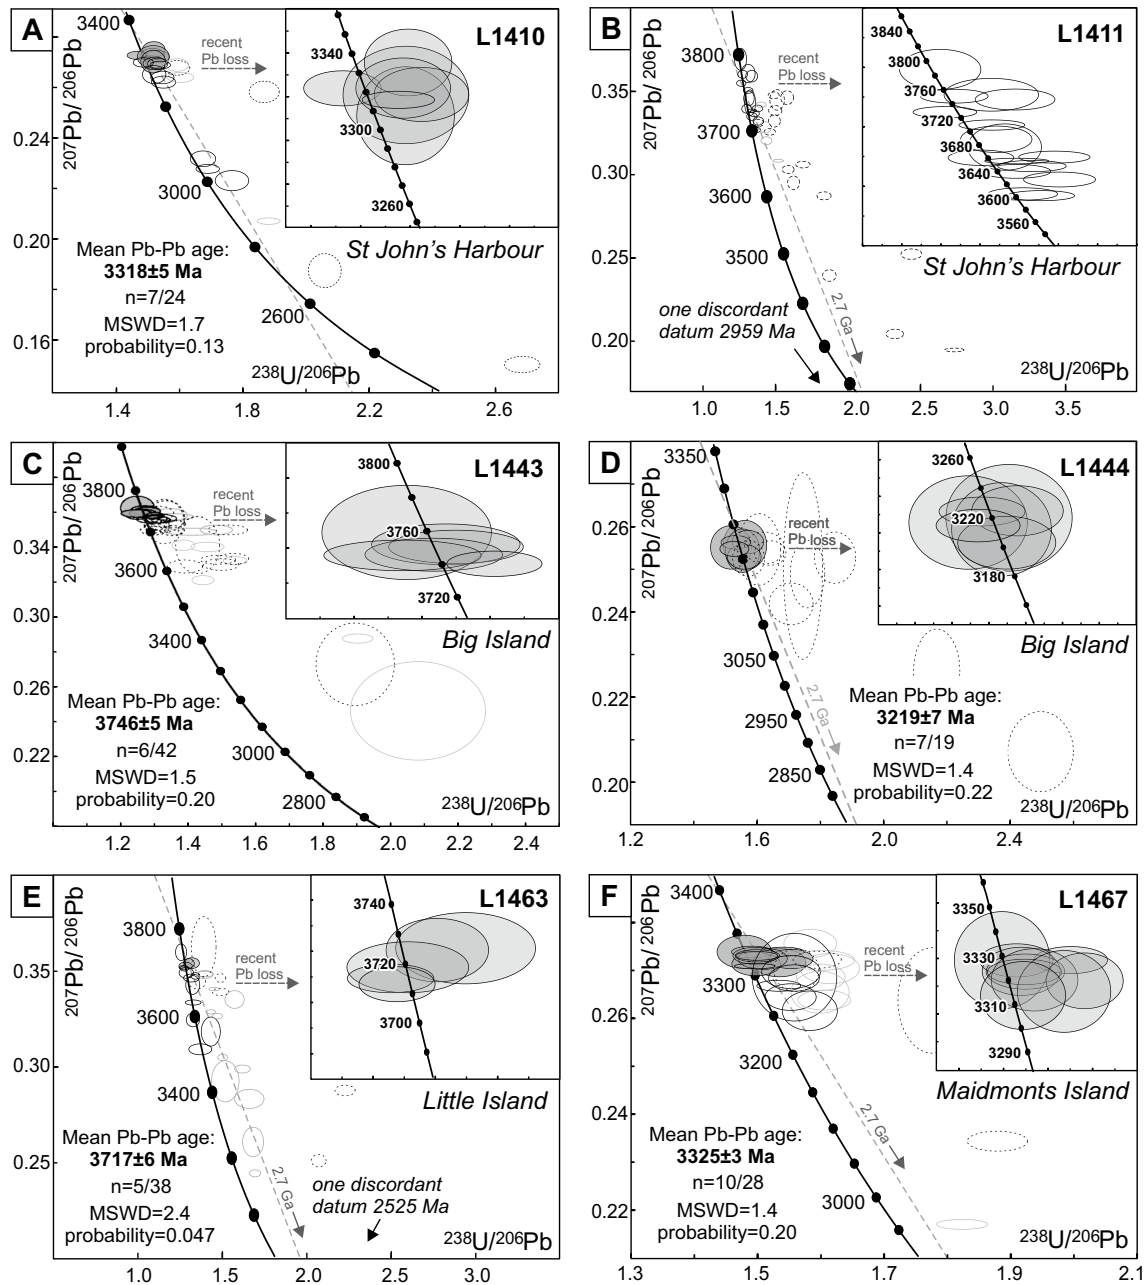 A
L1410
3400
3000
2600
recent
Pb loss
3340
3300
3260
St John's Harbour
Mean Pb-Pb age:
3318±5 Ma
n=7/24
MSWD=1.7
probability=0.13
207Pb/ 206Pb
0.24
0.20
0.16
238U/206Pb
1.4
1.8
2.2
2.6
B
L1411
3800
3700
3600
3500
recent
Pb loss
3840
3800
3760
3720
3680
3640
3600
3560
St John's Harbour
2.7 Ga
one discordant
datum 2959 Ma
207Pb/ 206Pb
0.35
0.30
0.25
0.20
238U/206Pb
1.0
1.5
2.0
2.5
3.0
3.5
C
L1443
3800
3600
3400
3000
2800
recent
Pb loss
3800
3760
3720
Big Island
Mean Pb-Pb age:
3746±5 Ma
n=6/42
MSWD=1.5
probability=0.20
207Pb/ 206Pb
0.34
0.30
0.26
0.22
238U/206Pb
1.2
1.4
1.6
1.8
2.0
2.2
2.4
D
L1444
3350
3050
2950
2850
recent
Pb loss
3260
3220
3180
Big Island
2.7 Ga
Mean Pb-Pb age:
3219±7 Ma
n=7/19
MSWD=1.4
probability=0.22
207Pb/ 206Pb
0.26
0.24
0.22
0.20
238U/206Pb
1.2
1.6
2.0
2.4
E
L1463
3800
3600
3400
recent
Pb loss
3740
3720
3700
Little Island
Mean Pb-Pb age:
3717±6 Ma
n=5/38
MSWD=2.4
probability=0.047
2.7 Ga
one discordant
datum 2525 Ma
207Pb/ 206Pb
0.35
0.30
0.25
238U/206Pb
1.0
1.5
2.0
2.5
3.0
F
L1467
3400
3300
3200
3000
recent
Pb loss
3350
3330
3310
3290
Maidmonts Island
2.7 Ga
Mean Pb-Pb age:
3325±3 Ma
n=10/28
MSWD=1.4
probability=0.20
207Pb/ 206Pb
0.26
0.24
0.22
238U/206Pb
1.3
1.5
1.7
1.9
2.1